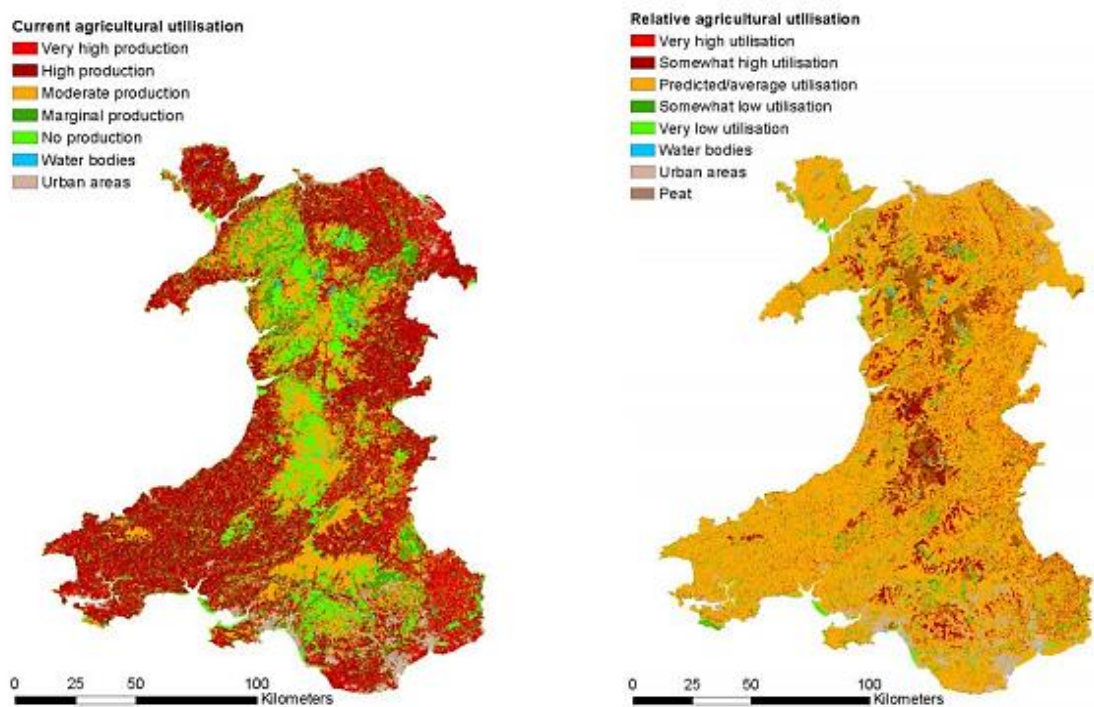 Current agricultural utilisation
Very high production
High production
Moderate production
Marginal production
No production
Water bodies
Urban areas
0 25 50 100
Kilometers
Relative agricultural utilisation
Very high utilisation
Somewhat high utilisation
Predicted/average utilisation
Somewhat low utilisation
Very low utilisation
Water bodies
Urban areas
Peat
0 25 50 100
Kilometers